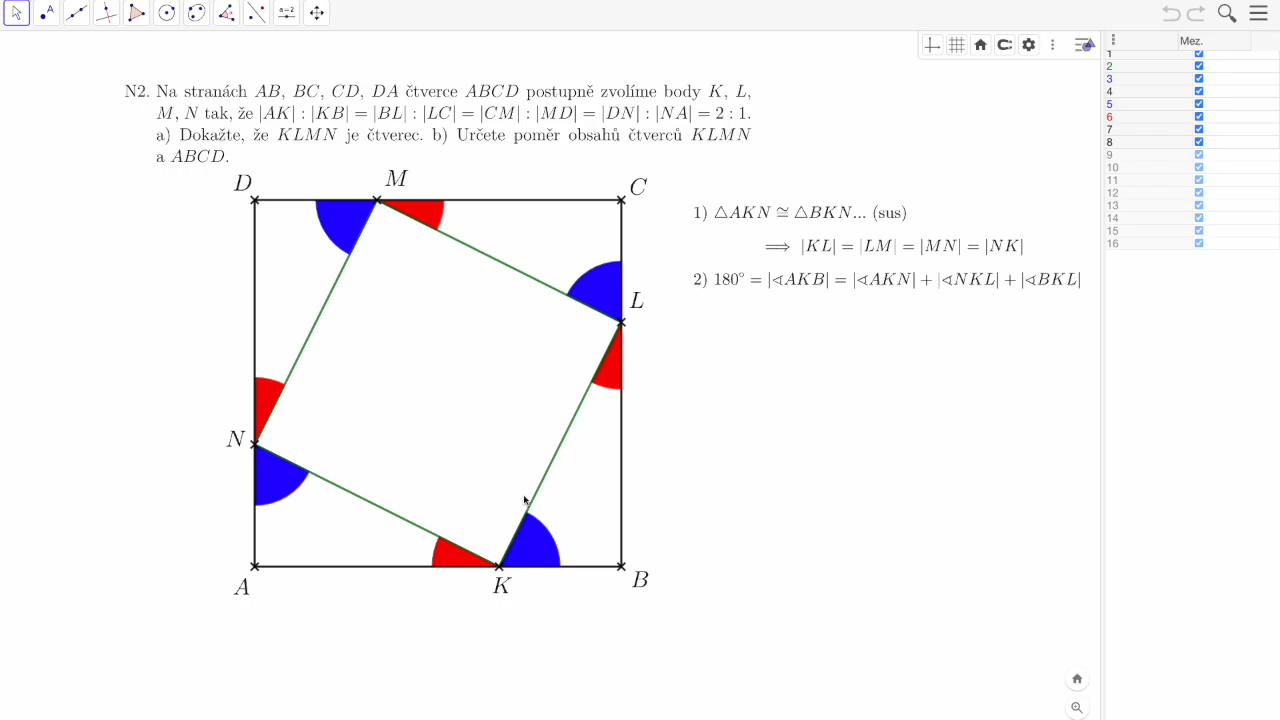 a=2
Mez.
N2. Na stranách AB, BC, CD, DA čtverce ABCD postupně zvolíme body K, L,
M, N tak, že |AK| : |KB| = |BL| : |LC| = |CM| : |MD| = |DN| : |NA| = 2 : 1.
a) Dokažte, že KLMN je čtverec. b) Určete poměr obsahů čtverců KLMN
a ABCD.
D
M
C
1) △AKN ≅ △BKN... (sus)
⟹ |KL| = |LM| = |MN| = |NK|
2) 180° = |∢AKB| = |∢AKN| + |∢NKL| + |∢BKL|
L
N
A
K
B
1
2
3
4
5
6
7
8
9
10
11
12
13
14
15
16